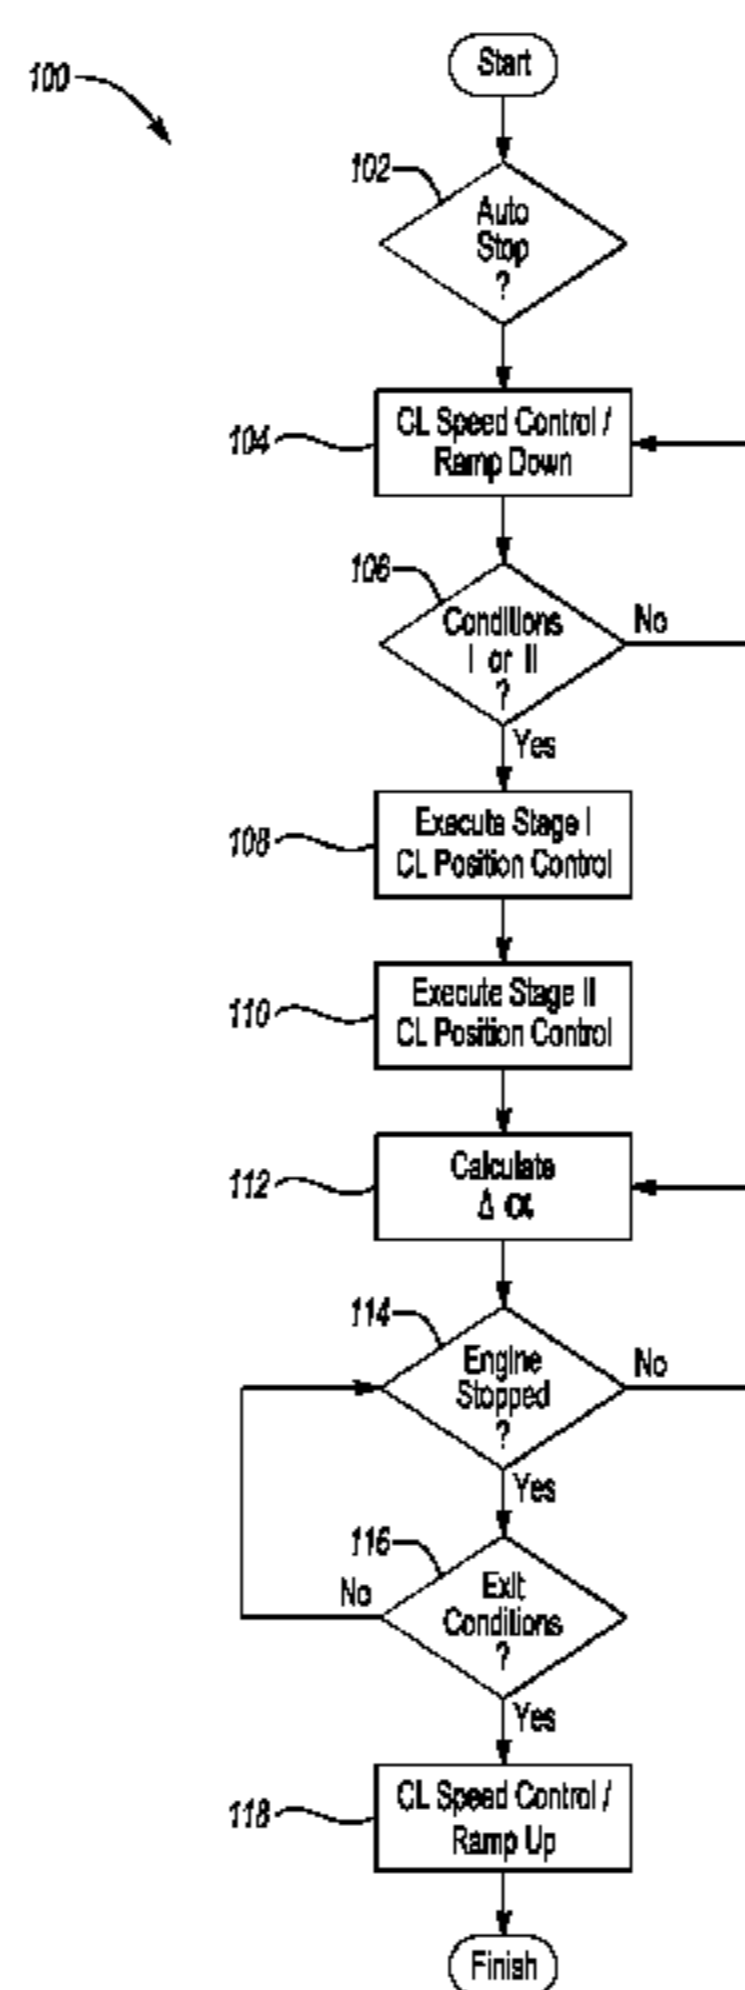 100
Start
102
Auto
Stop
?
104
CL Speed Control /
Ramp Down
106
Conditions
I or II
?
No
Yes
108
Execute Stage I
CL Position Control
110
Execute Stage II
CL Position Control
112
Calculate
Δ α
114
Engine
Stopped
?
No
Yes
116
Exit
Conditions
?
No
Yes
118
CL Speed Control /
Ramp Up
Finish